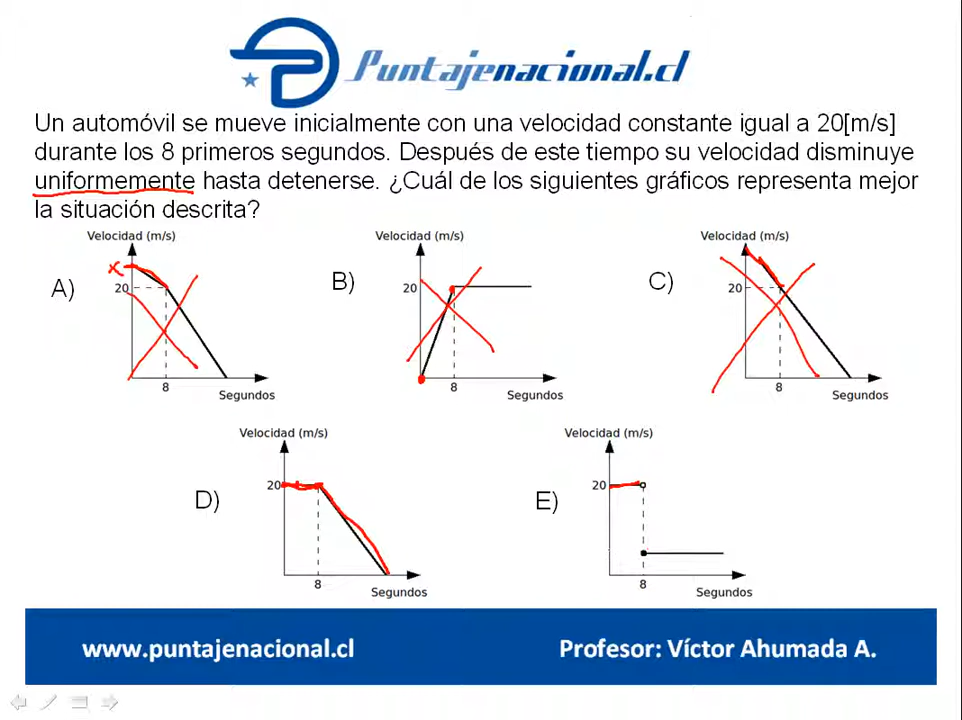 Puntajenacional.cl
Un automóvil se mueve inicialmente con una velocidad constante igual a 20[m/s]
durante los 8 primeros segundos. Después de este tiempo su velocidad disminuye
uniformemente hasta detenerse. ¿Cuál de los siguientes gráficos representa mejor
la situación descrita?
A)
Velocidad (m/s)
20
8
Segundos
B)
Velocidad (m/s)
20
8
Segundos
C)
Velocidad (m/s)
20
8
Segundos
D)
Velocidad (m/s)
20
8
Segundos
E)
Velocidad (m/s)
20
8
Segundos
www.puntajenacional.cl
Profesor: Víctor Ahumada A.